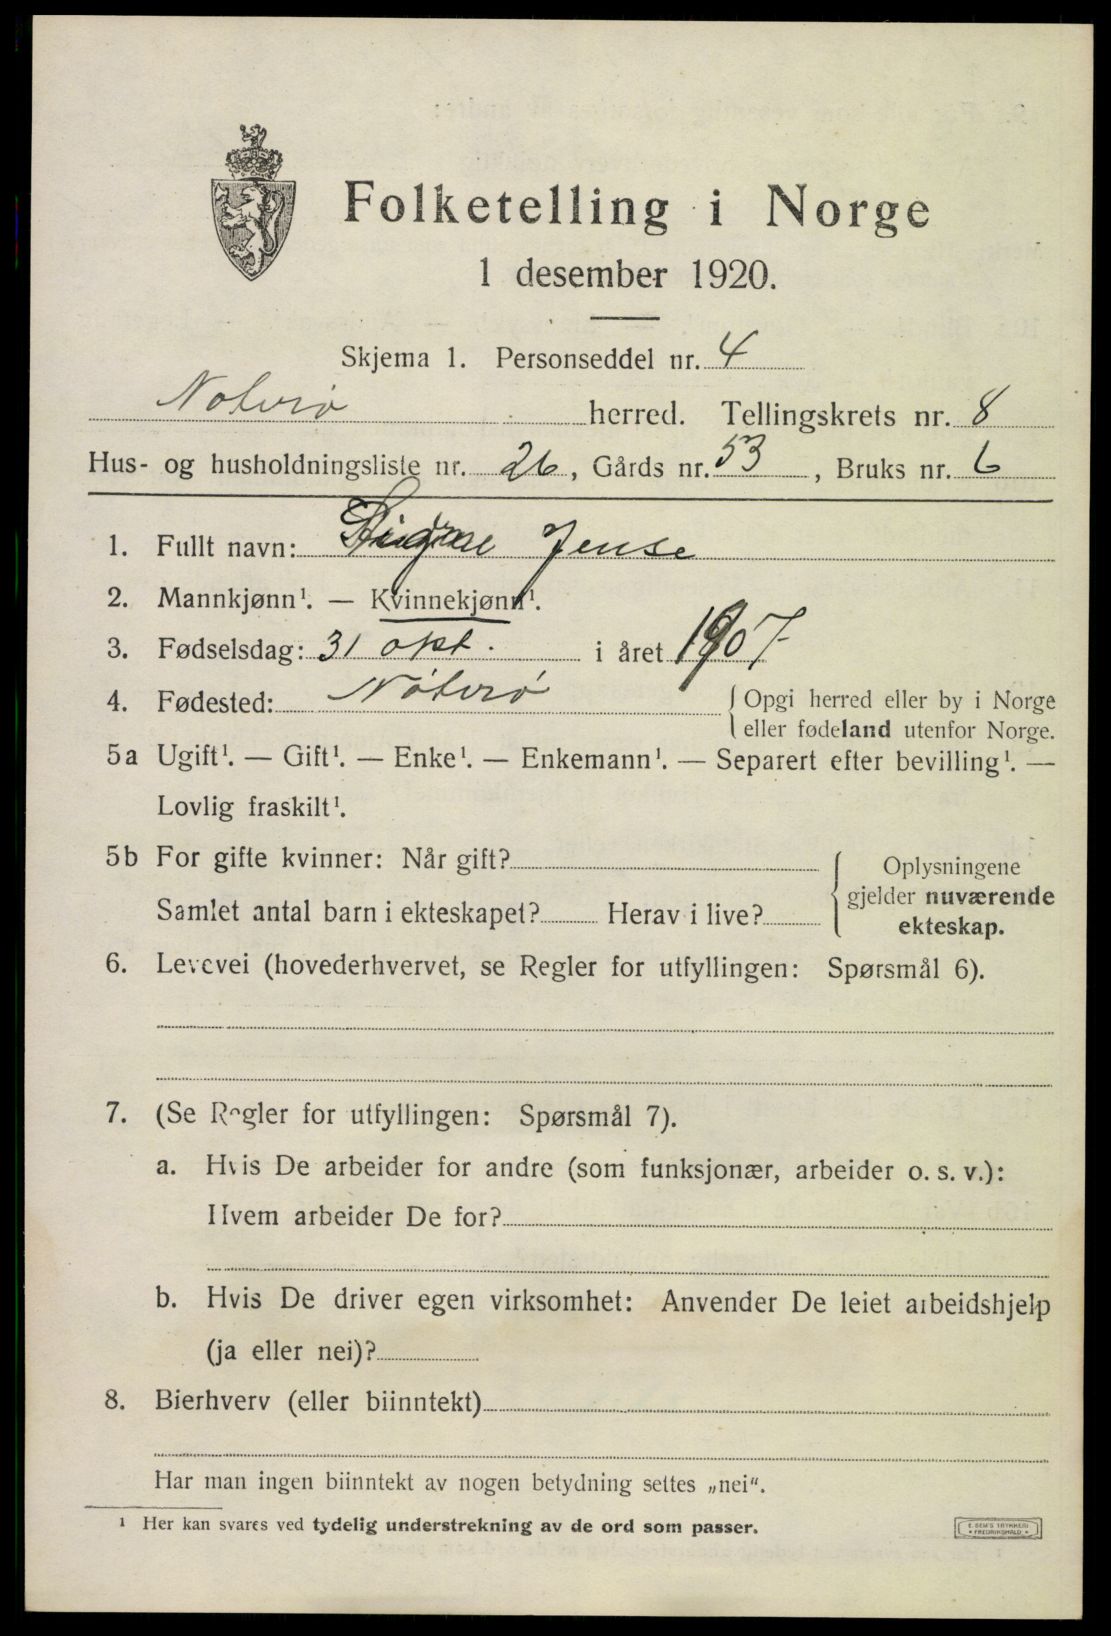 Folketelling i Norge
1 desember 1920.
Skjema 1. Personseddel nr. 4
Nøterø herred. Tellingskrets nr. 8
Hus- og husholdningsliste nr. 26, Gårds nr. 53, Bruks nr. 6
1. Fullt navn: Jense
2. Mannkjønn¹. — Kvinnekjønn¹.
3. Fødselsdag: 31 okt. i året 1907
4. Fødested: Nøterø { Opgi herred eller by i Norge
eller fødeland utenfor Norge.
5a Ugift¹. — Gift¹. — Enke¹. — Enkemann¹. — Separert efter bevilling¹. —
Lovlig fraskilt¹.
5b For gifte kvinner: Når gift?
Samlet antal barn i ekteskapet? Herav i live?
{ Oplysningene
gjelder nuværende
ekteskap.
6. Levevei (hovederhvervet, se Regler for utfyllingen: Spørsmål 6).
7. (Se Regler for utfyllingen: Spørsmål 7).
a. Hvis De arbeider for andre (som funksjonær, arbeider o. s. v.):
Hvem arbeider De for?
b. Hvis De driver egen virksomhet: Anvender De leiet arbeidshjelp
(ja eller nei)?
8. Bierhverv (eller biinntekt)
Har man ingen biinntekt av nogen betydning settes „nei“.
¹ Her kan svares ved tydelig understrekning av de ord som passer.
E. SEM'S TRYKKERI
FREDRIKSHALD